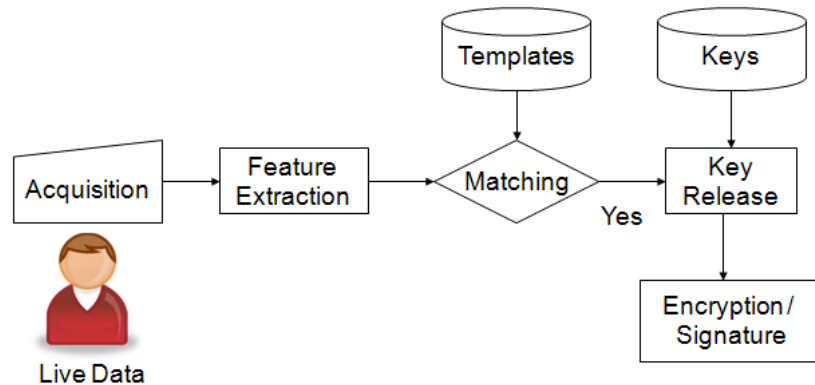 Templates
Keys
Acquisition
Feature
Extraction
Matching
Yes
Key
Release
Encryption /
Signature
Live Data